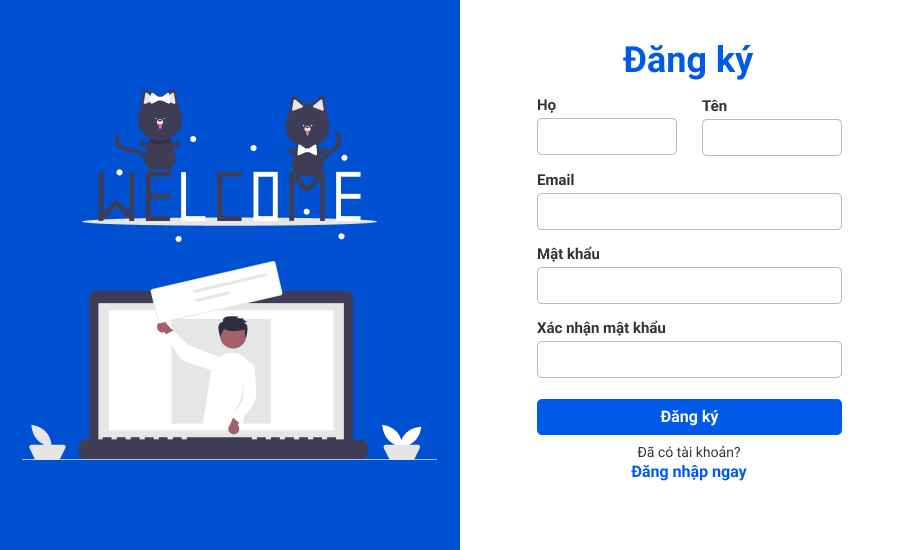 WELCOME
Đăng ký
Họ Tên
Email
Mật khẩu
Xác nhận mật khẩu
Đăng ký
Đã có tài khoản?
Đăng nhập ngay